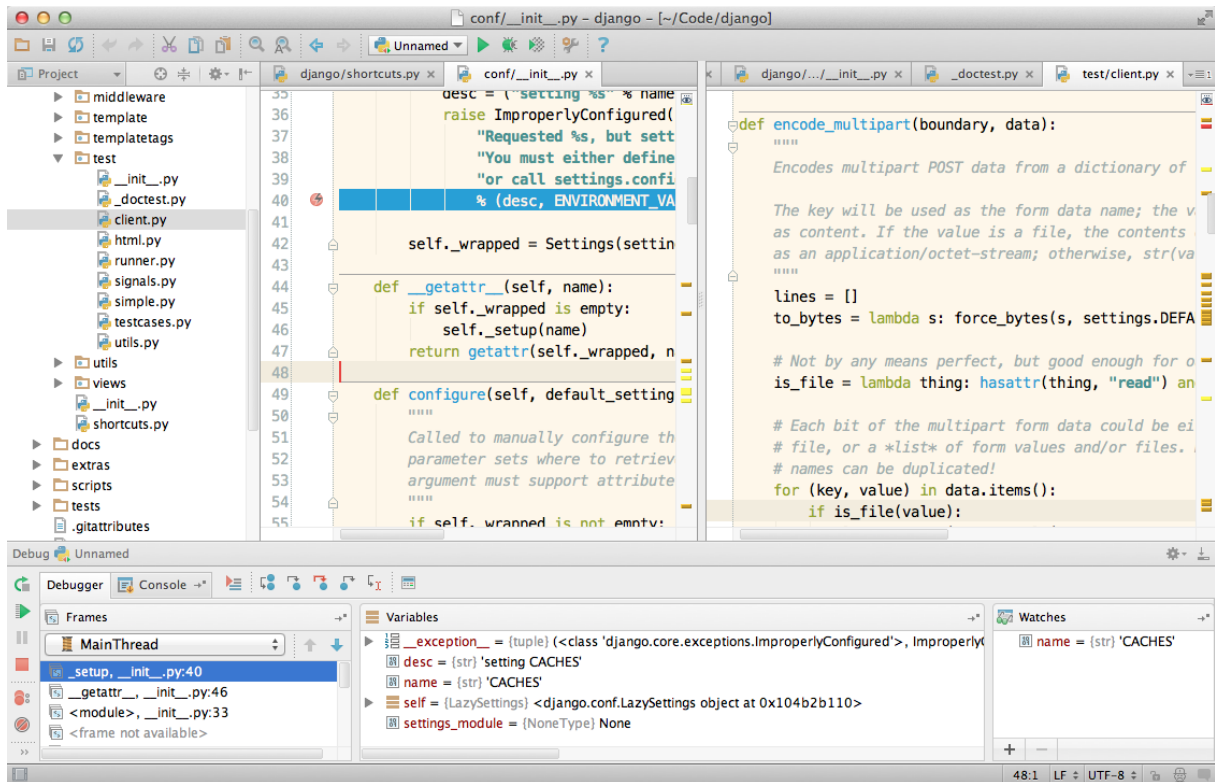 conf/__init__.py – django – [~/Code/django]
Unnamed
Project
django/shortcuts.py
conf/__init__.py
django/.../__init__.py
_doctest.py
test/client.py
middleware
template
templatetags
test
__init__.py
_doctest.py
client.py
html.py
runner.py
signals.py
simple.py
testcases.py
utils.py
utils
views
__init__.py
shortcuts.py
docs
extras
scripts
tests
.gitattributes
35 desc = ("setting %s" % name
36 raise ImproperlyConfigured(
37 "Requested %s, but sett
38 "You must either define
39 "or call settings.confi
40 % (desc, ENVIRONMENT_VA
41
42 self._wrapped = Settings(settin
43
44 def __getattr__(self, name):
45 if self._wrapped is empty:
46 self._setup(name)
47 return getattr(self._wrapped, n
48
49 def configure(self, default_setting
50 """
51 Called to manually configure th
52 parameter sets where to retriev
53 argument must support attribute
54 """
55 if self._wrapped is not empty:
def encode_multipart(boundary, data):
"""
Encodes multipart POST data from a dictionary of
The key will be used as the form data name; the v
as content. If the value is a file, the contents
as an application/octet-stream; otherwise, str(va
"""
lines = []
to_bytes = lambda s: force_bytes(s, settings.DEFA
# Not by any means perfect, but good enough for o
is_file = lambda thing: hasattr(thing, "read") an
# Each bit of the multipart form data could be ei
# file, or a *list* of form values and/or files.
# names can be duplicated!
for (key, value) in data.items():
if is_file(value):
Debug Unnamed
Debugger
Console
Frames
MainThread
_setup, __init__.py:40
__getattr__, __init__.py:46
<module>, __init__.py:33
<frame not available>
Variables
__exception__ = {tuple} (<class 'django.core.exceptions.ImproperlyConfigured'>, Improperly
desc = {str} 'setting CACHES'
name = {str} 'CACHES'
self = {LazySettings} <django.conf.LazySettings object at 0x104b2b110>
settings_module = {NoneType} None
Watches
name = {str} 'CACHES'
48:1 LF UTF-8